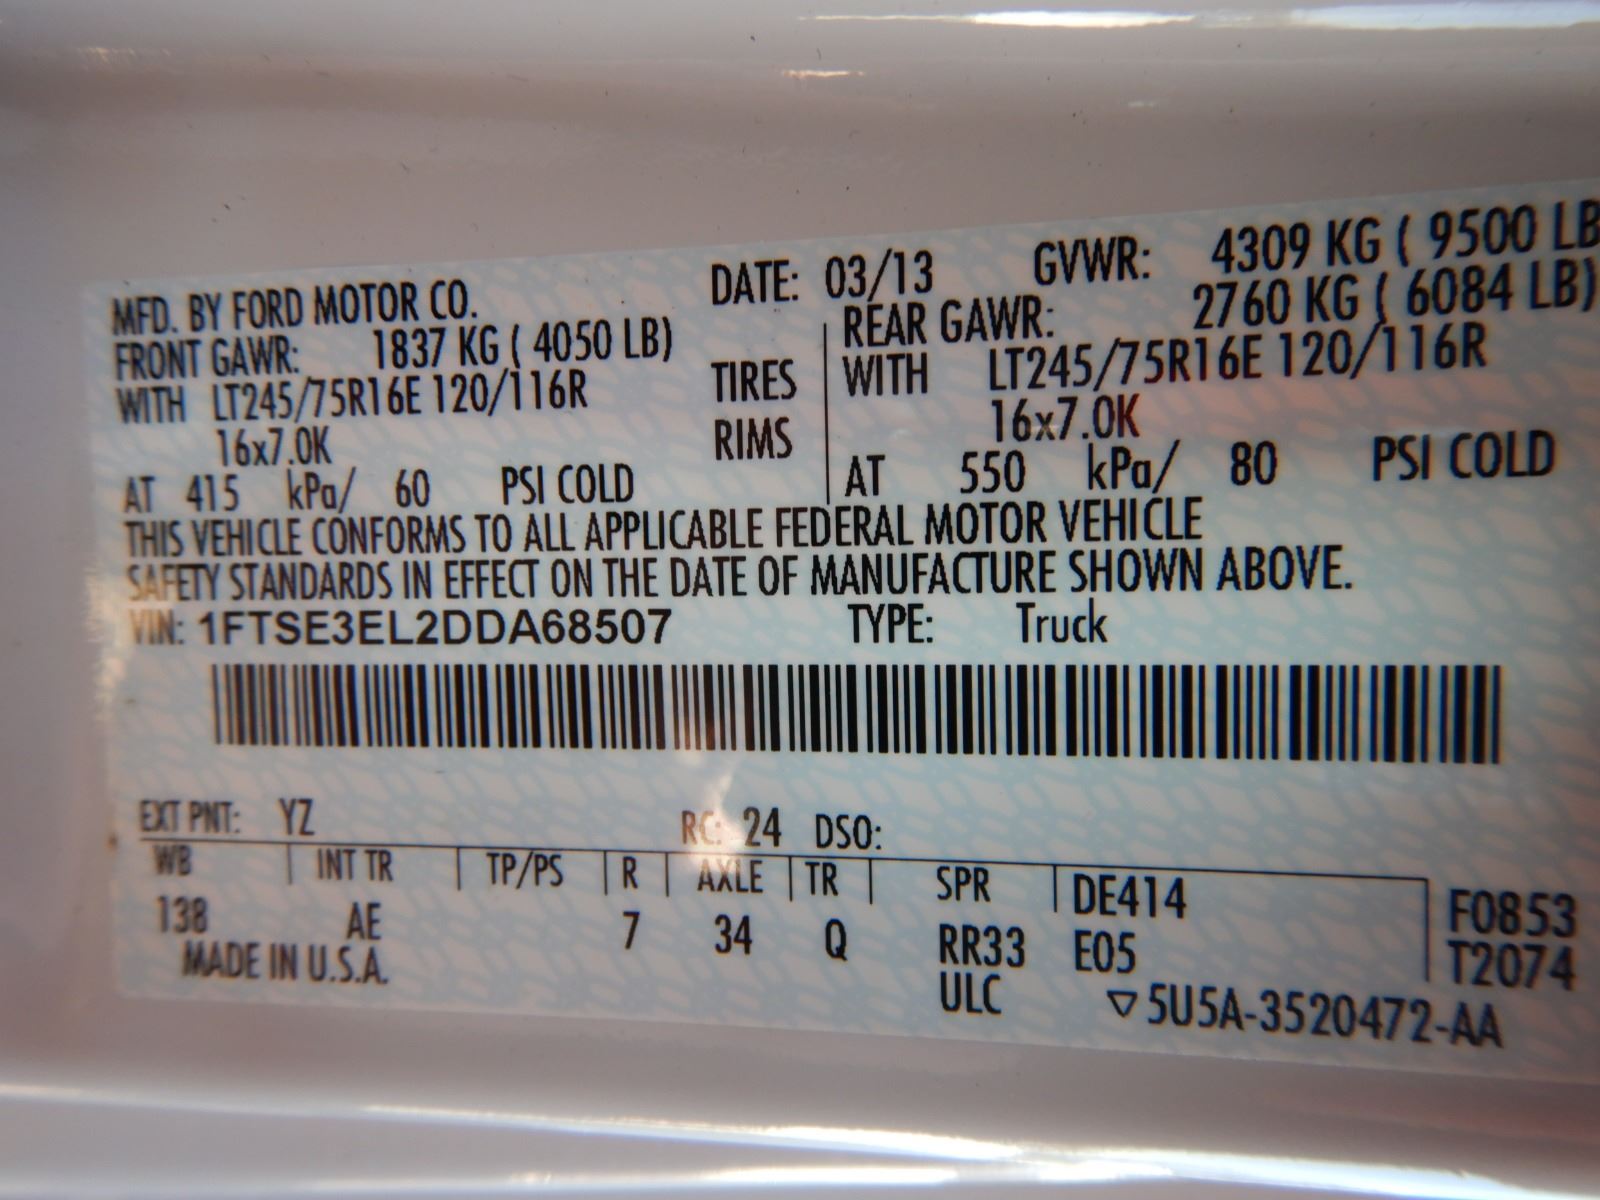 MFD. BY FORD MOTOR CO. DATE: 03/13 GVWR: 4309 KG ( 9500 LB
FRONT GAWR: 1837 KG ( 4050 LB) REAR GAWR: 2760 KG ( 6084 LB)
WITH LT245/75R16E 120/116R TIRES WITH LT245/75R16E 120/116R
16x7.0K RIMS 16x7.0K
AT 415 kPa/ 60 PSI COLD AT 550 kPa/ 80 PSI COLD
THIS VEHICLE CONFORMS TO ALL APPLICABLE FEDERAL MOTOR VEHICLE
SAFETY STANDARDS IN EFFECT ON THE DATE OF MANUFACTURE SHOWN ABOVE.
VIN: 1FTSE3EL2DDA68507 TYPE: Truck
EXT PNT: YZ RC: 24 DSO:
WB INT TR TP/PS R AXLE TR SPR DE414 F0853
138 AE 7 34 Q RR33 E05 T2074
MADE IN U.S.A. ULC ▽5U5A-3520472-AA